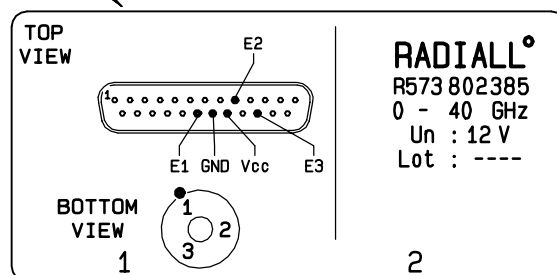 TOP
VIEW
E2
1
E1 GND Vcc E3
BOTTOM
VIEW
1
2
3
1
RADIALL°
R573 802385
0 - 40 GHz
Un : 12 V
Lot : ----
2